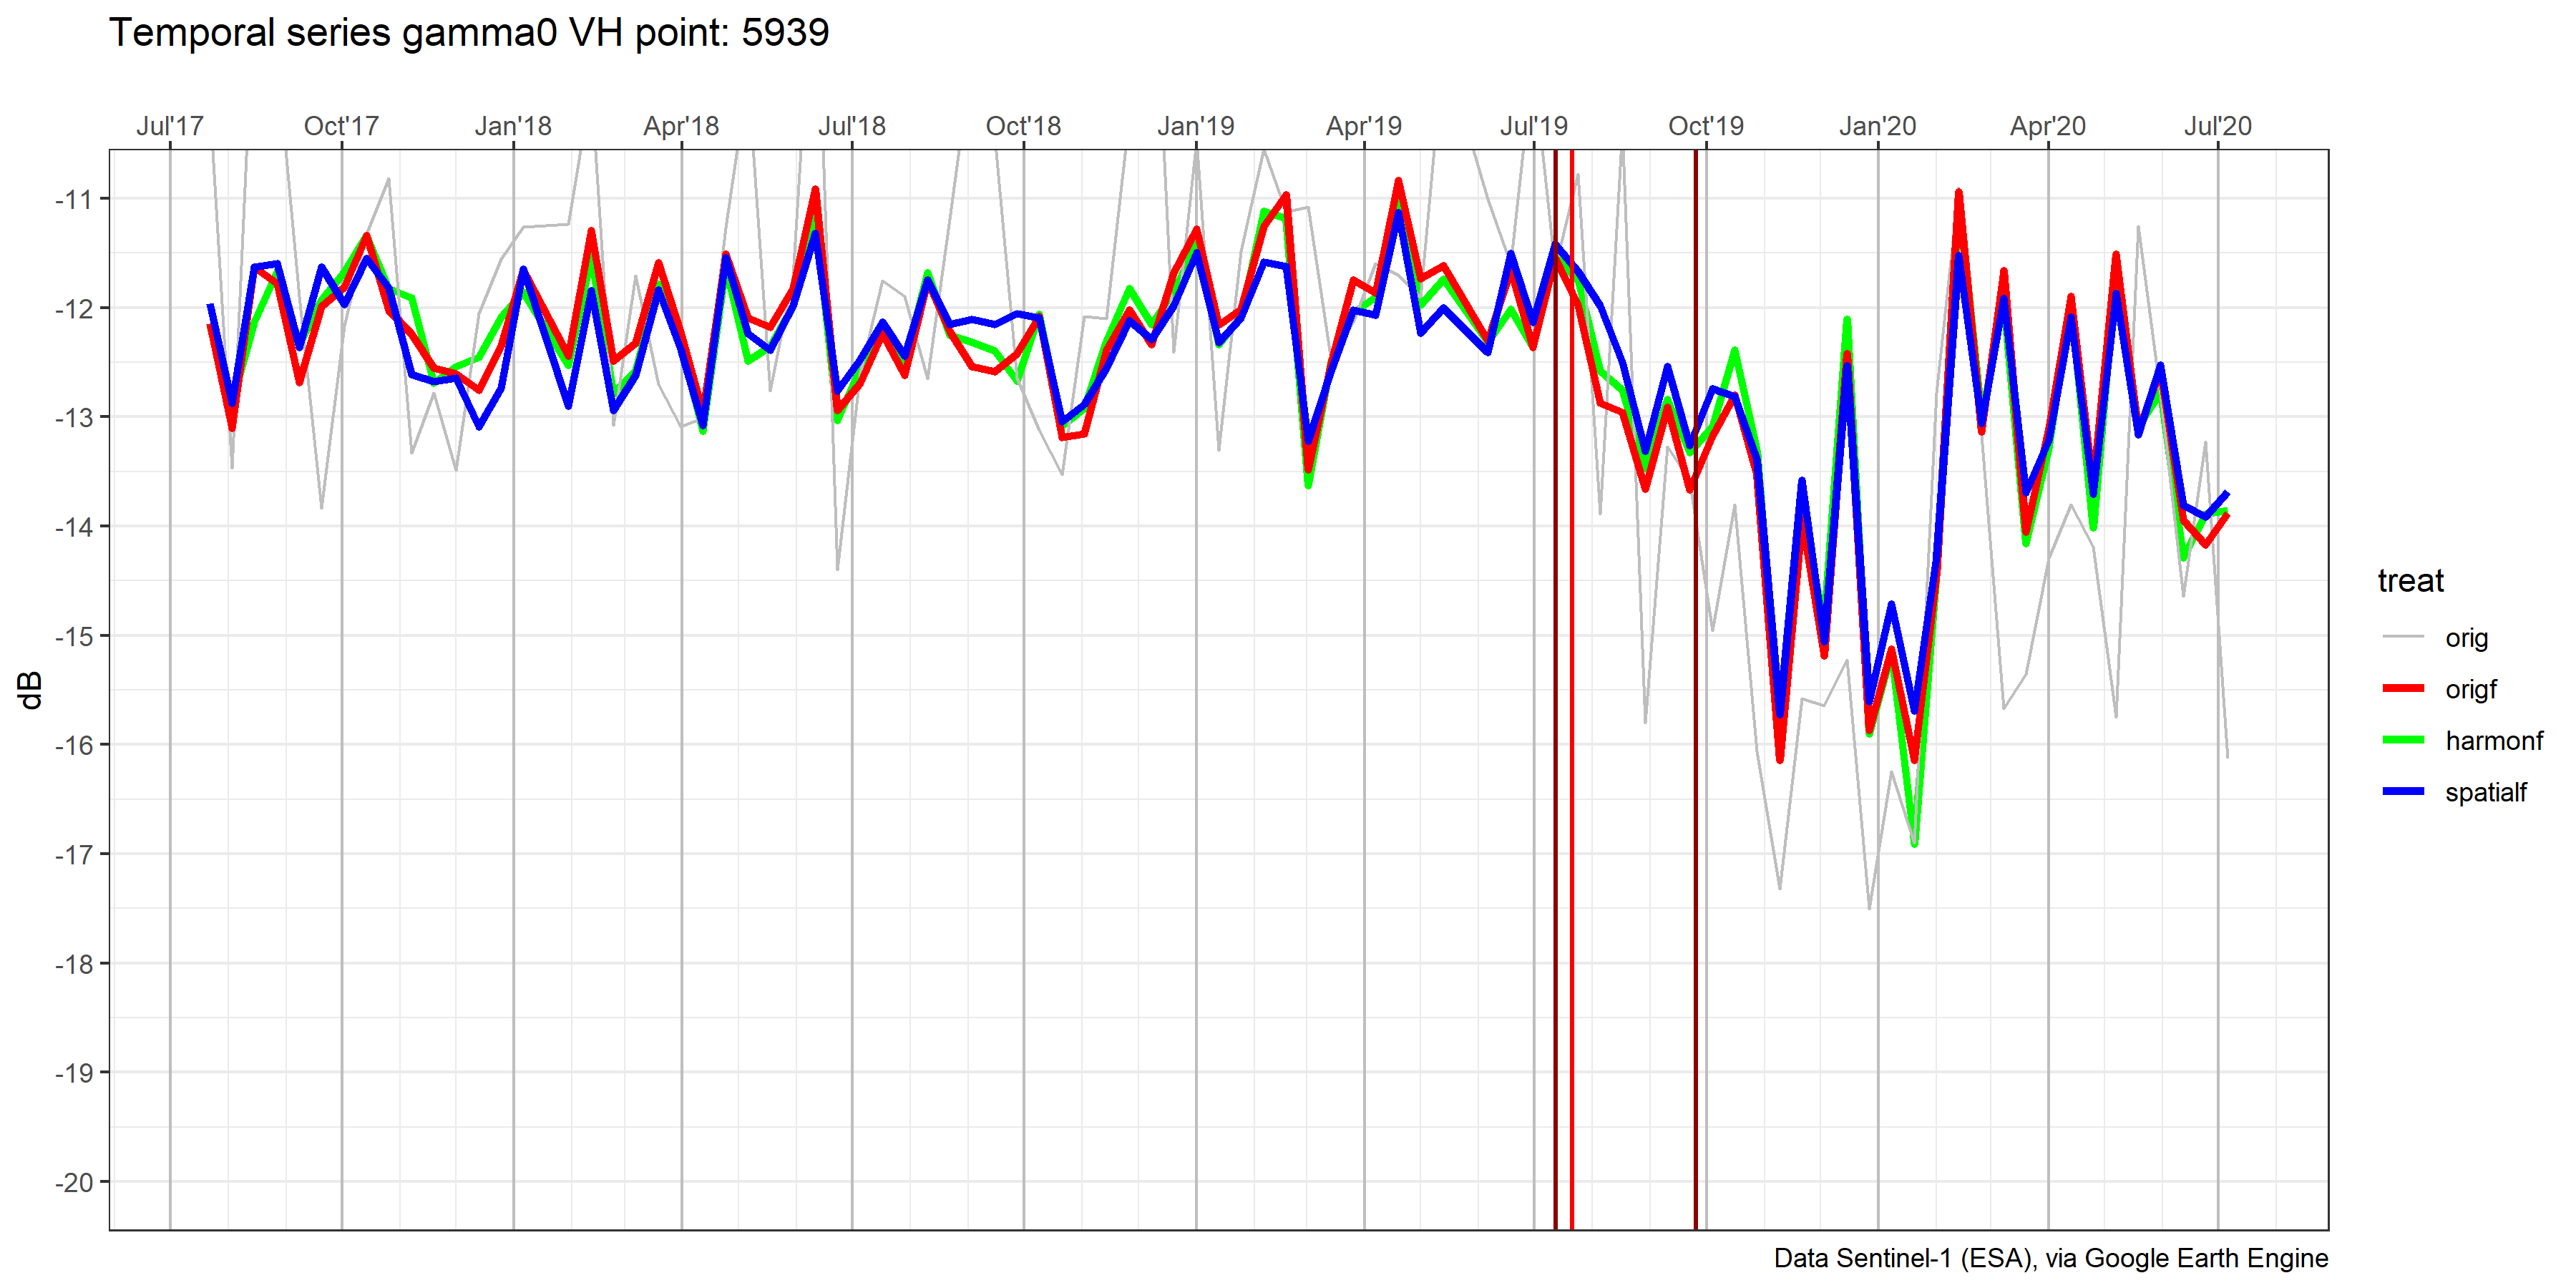 Temporal series gamma0 VH point: 5939
Jul'17 Oct'17 Jan'18 Apr'18 Jul'18 Oct'18 Jan'19 Apr'19 Jul'19 Oct'19 Jan'20 Apr'20 Jul'20
-11
-12
-13
-14
-15
-16
-17
-18
-19
-20
dB
treat
orig
origf
harmonf
spatialf
Data Sentinel-1 (ESA), via Google Earth Engine